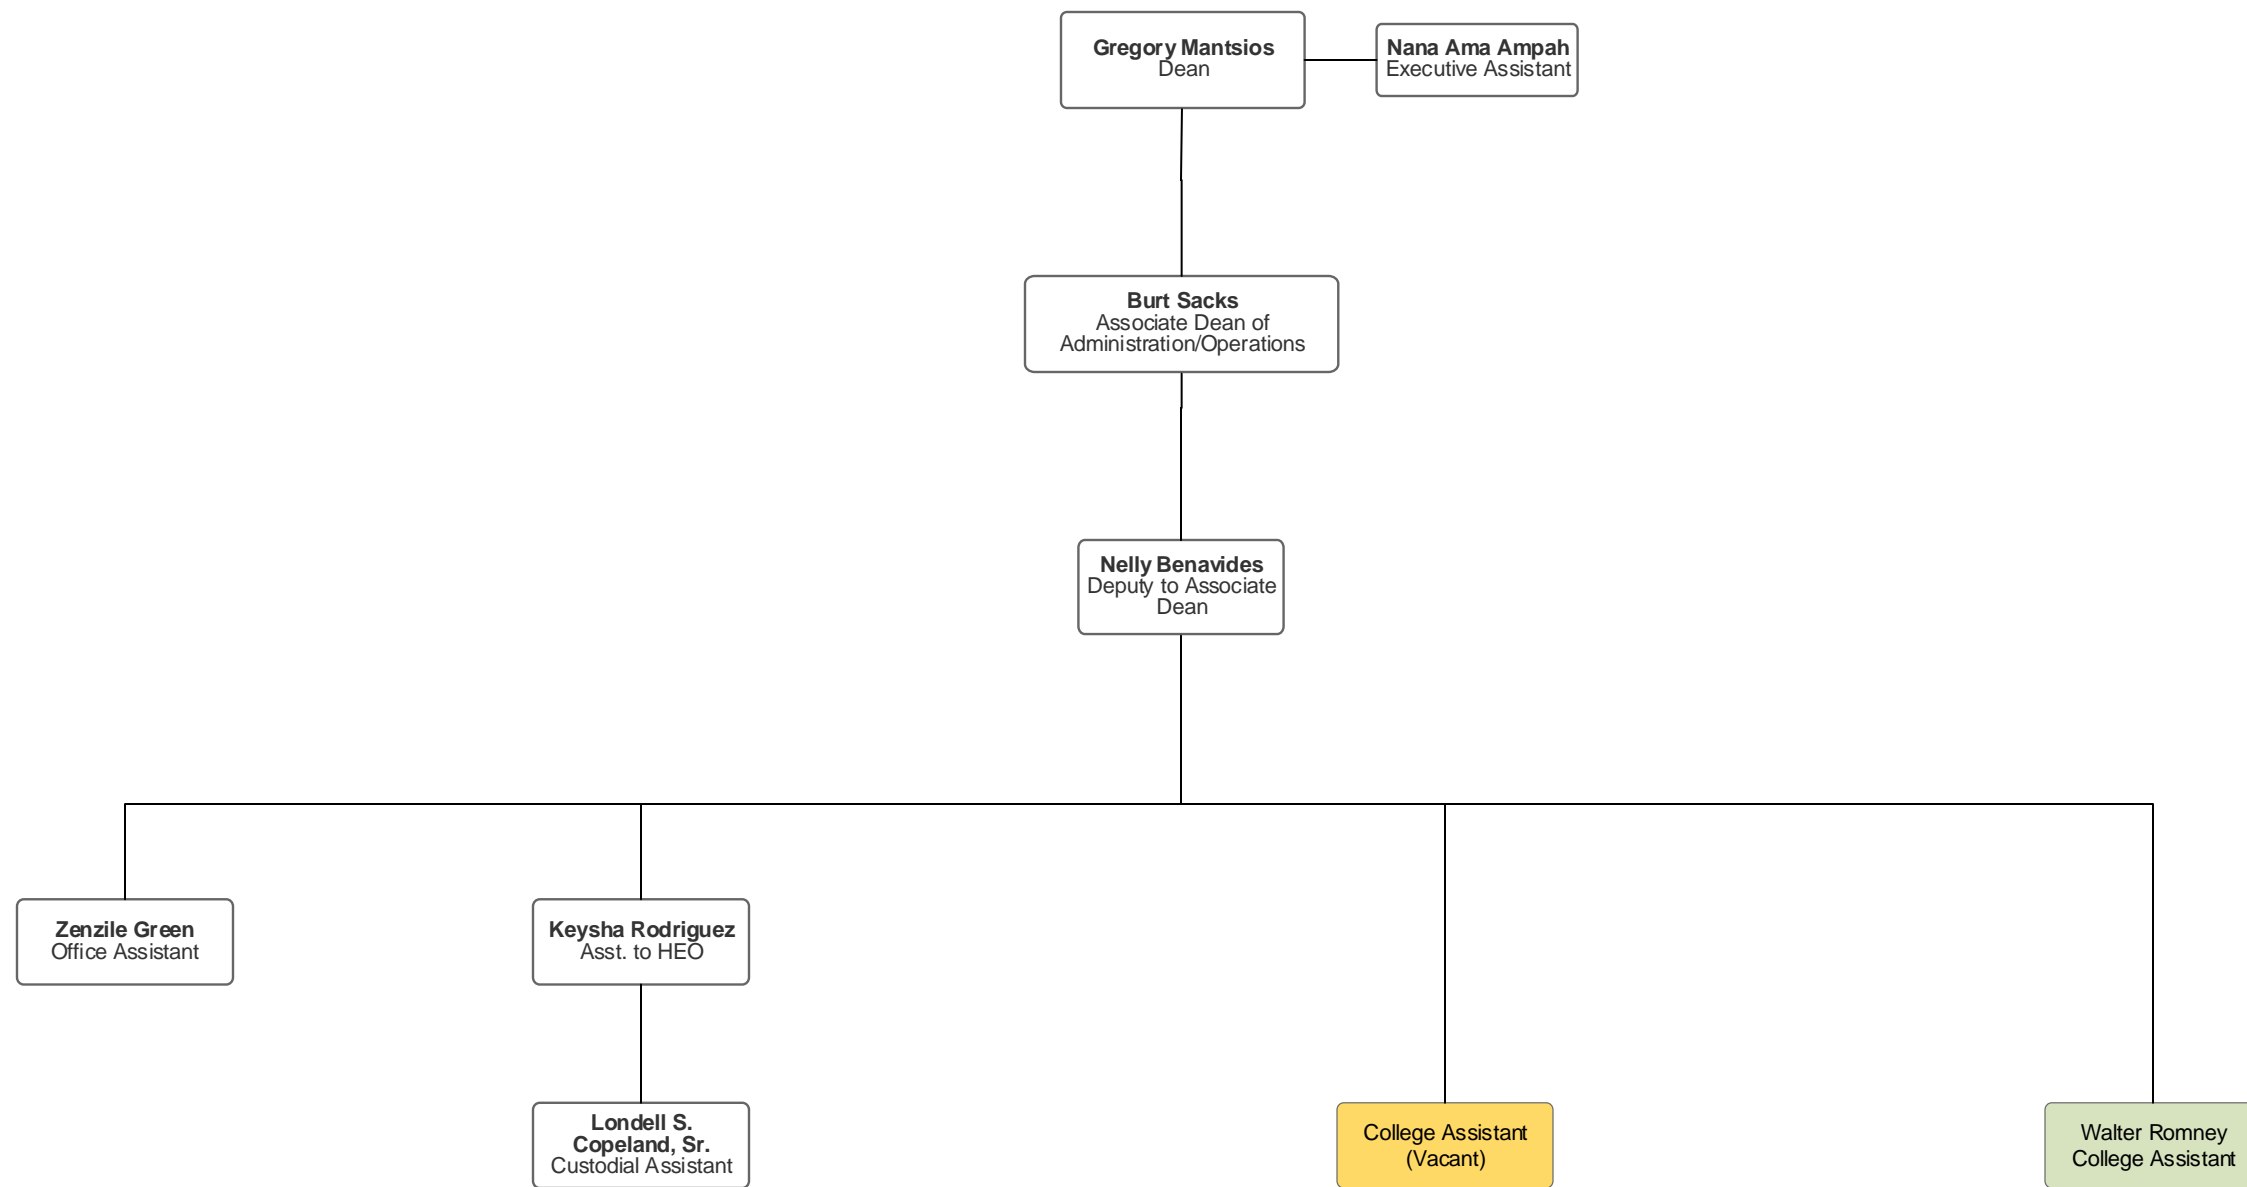 Gregory Mantsios
Dean
Nana Ama Ampah
Executive Assistant
Burt Sacks
Associate Dean of
Administration/Operations
Nelly Benavides
Deputy to Associate
Dean
Zenzile Green
Office Assistant
Keysha Rodriguez
Asst. to HEO
Londell S.
Copeland, Sr.
Custodial Assistant
College Assistant
(Vacant)
Walter Romney
College Assistant